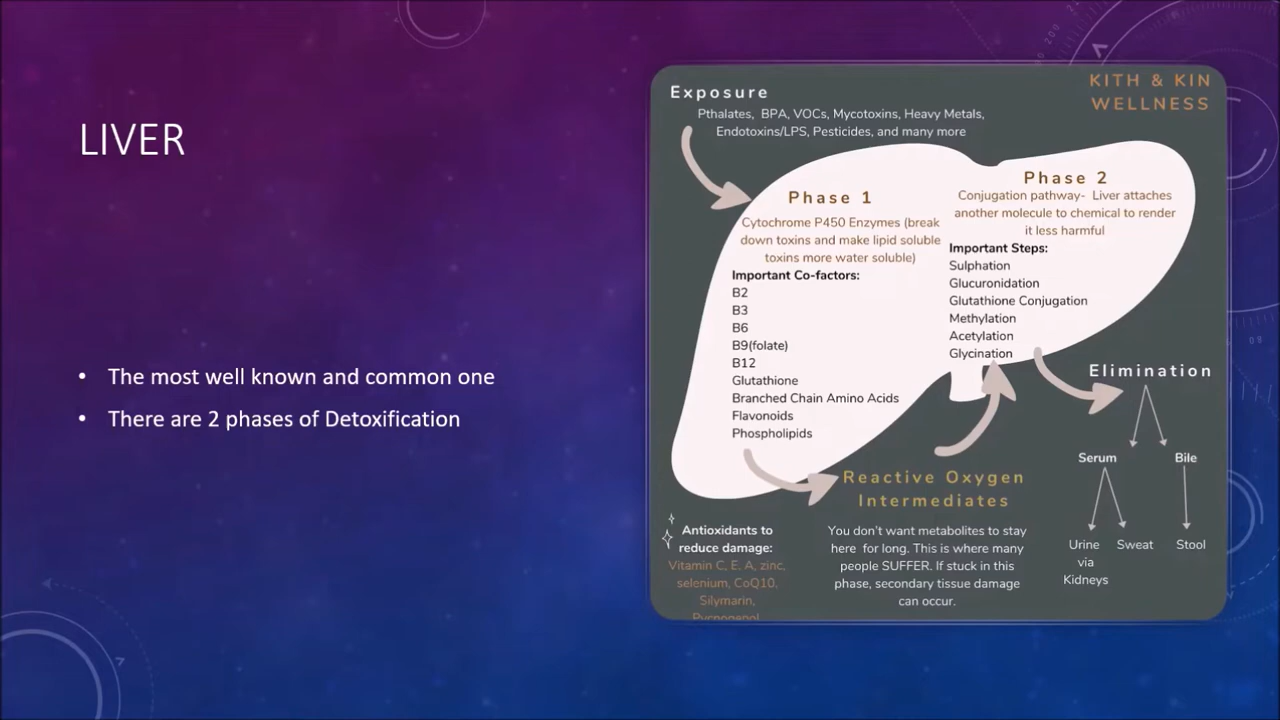 LIVER
• The most well known and common one
• There are 2 phases of Detoxification
KITH & KIN
WELLNESS
Exposure
Pthalates, BPA, VOCs, Mycotoxins, Heavy Metals,
Endotoxins/LPS, Pesticides, and many more
Phase 1
Cytochrome P450 Enzymes (break
down toxins and make lipid soluble
toxins more water soluble)
Important Co-factors:
B2
B3
B6
B9(folate)
B12
Glutathione
Branched Chain Amino Acids
Flavonoids
Phospholipids
Phase 2
Conjugation pathway- Liver attaches
another molecule to chemical to render
it less harmful
Important Steps:
Sulphation
Glucuronidation
Glutathione Conjugation
Methylation
Acetylation
Glycination
Reactive Oxygen
Intermediates
You don't want metabolites to stay
here for long. This is where many
people SUFFER. If stuck in this
phase, secondary tissue damage
can occur.
Antioxidants to
reduce damage:
Vitamin C, E. A, zinc,
selenium, CoQ10,
Silymarin,
Pycnogenol
Elimination
Serum
Bile
Urine
via
Kidneys
Sweat
Stool
200
80